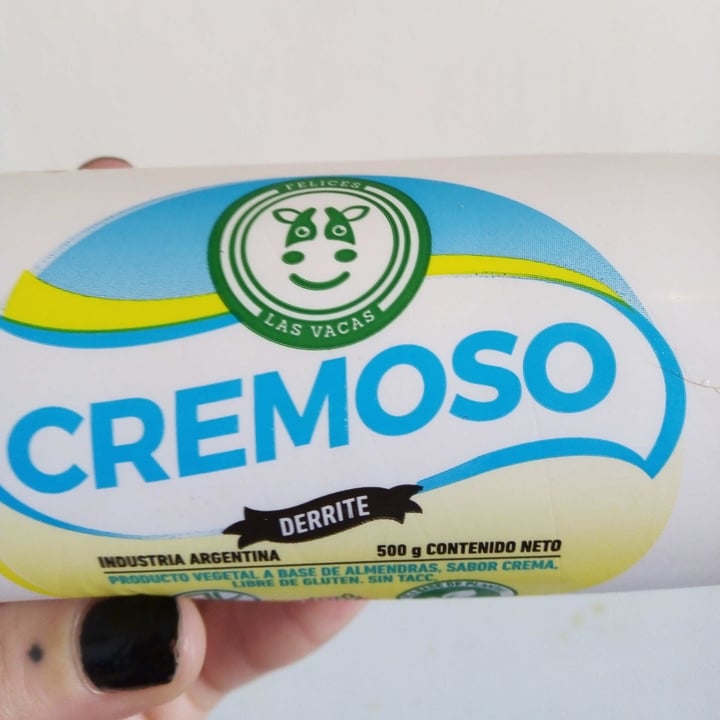 FELICES
LAS VACAS
CREMOSO
DERRITE
INDUSTRIA ARGENTINA
500 g CONTENIDO NETO
PRODUCTO VEGETAL A BASE DE ALMENDRAS, SABOR CREMA,
LIBRE DE GLUTEN. SIN TACC.